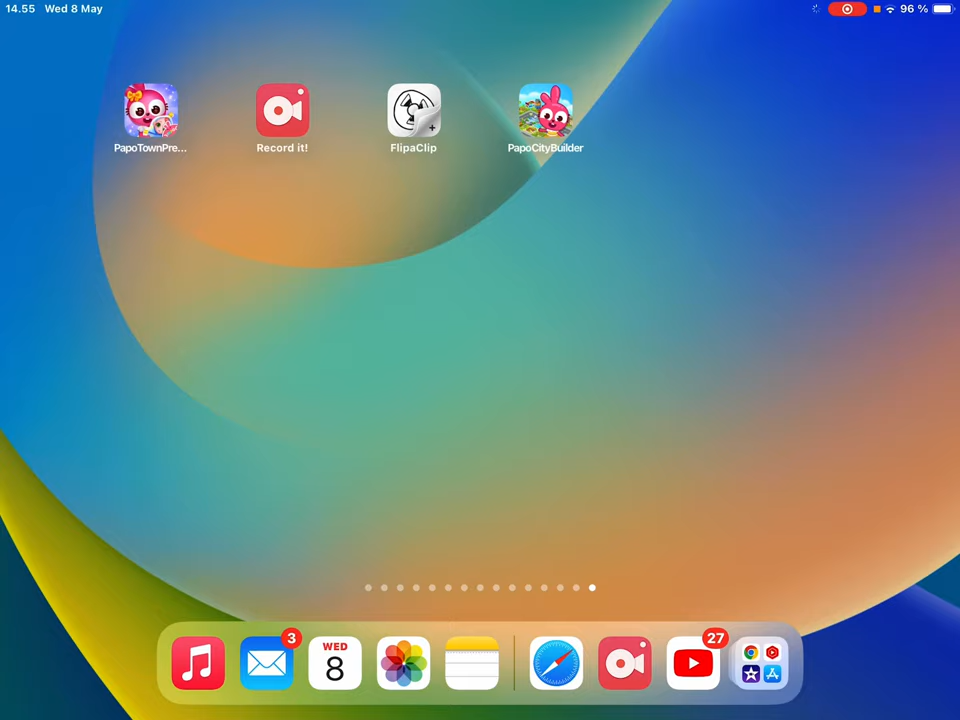 14.55 Wed 8 May
96 %
PapoTownPre...
Record it!
FlipaClip
PapoCityBuilder
3
WED
8
27